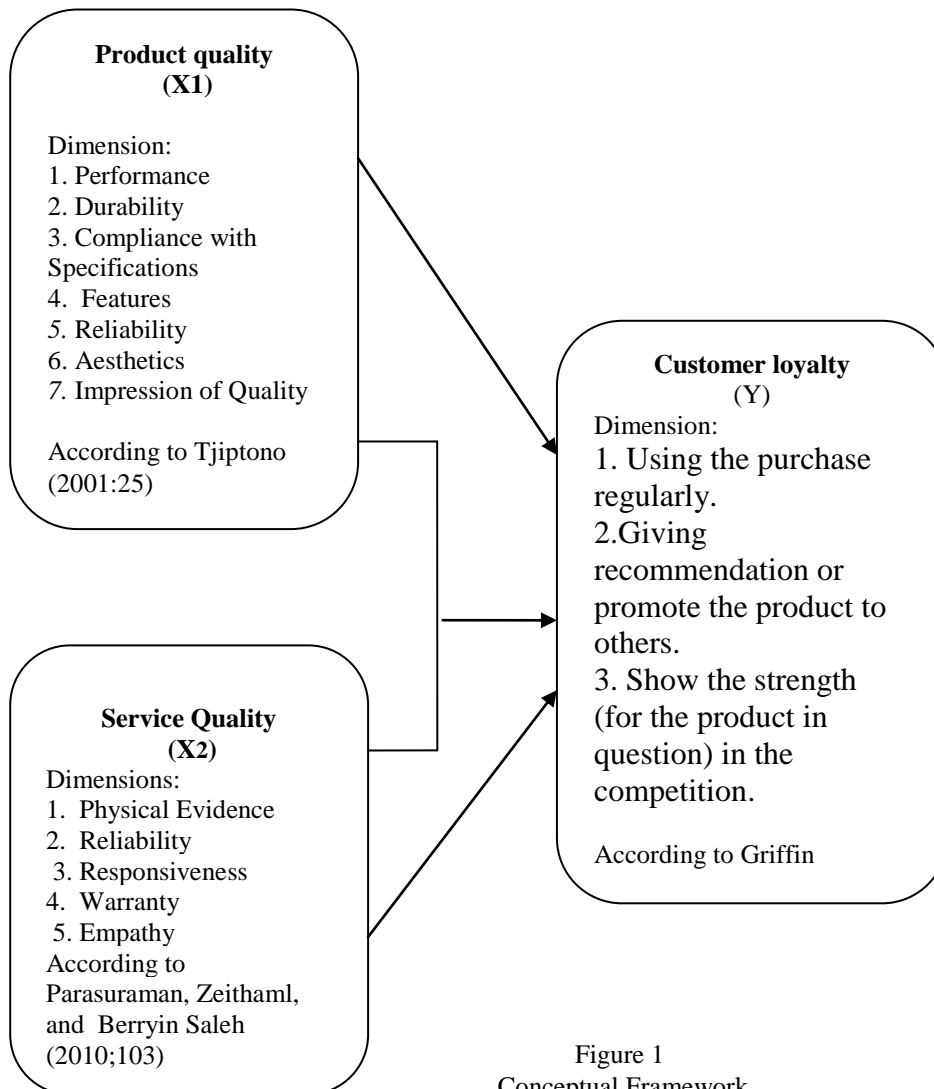 Product quality
(X1)
Dimension:
1. Performance
2. Durability
3. Compliance with
Specifications
4. Features
5. Reliability
6. Aesthetics
7. Impression of Quality
According to Tjiptono
(2001:25)
Service Quality
(X2)
Dimensions:
1. Physical Evidence
2. Reliability
3. Responsiveness
4. Warranty
5. Empathy
According to
Parasuraman, Zeithaml,
and Berryin Saleh
(2010;103)
Customer loyalty
(Y)
Dimension:
1. Using the purchase
regularly.
2.Giving
recommendation or
promote the product to
others.
3. Show the strength
(for the product in
question) in the
competition.
According to Griffin
Figure 1
Conceptual Framework